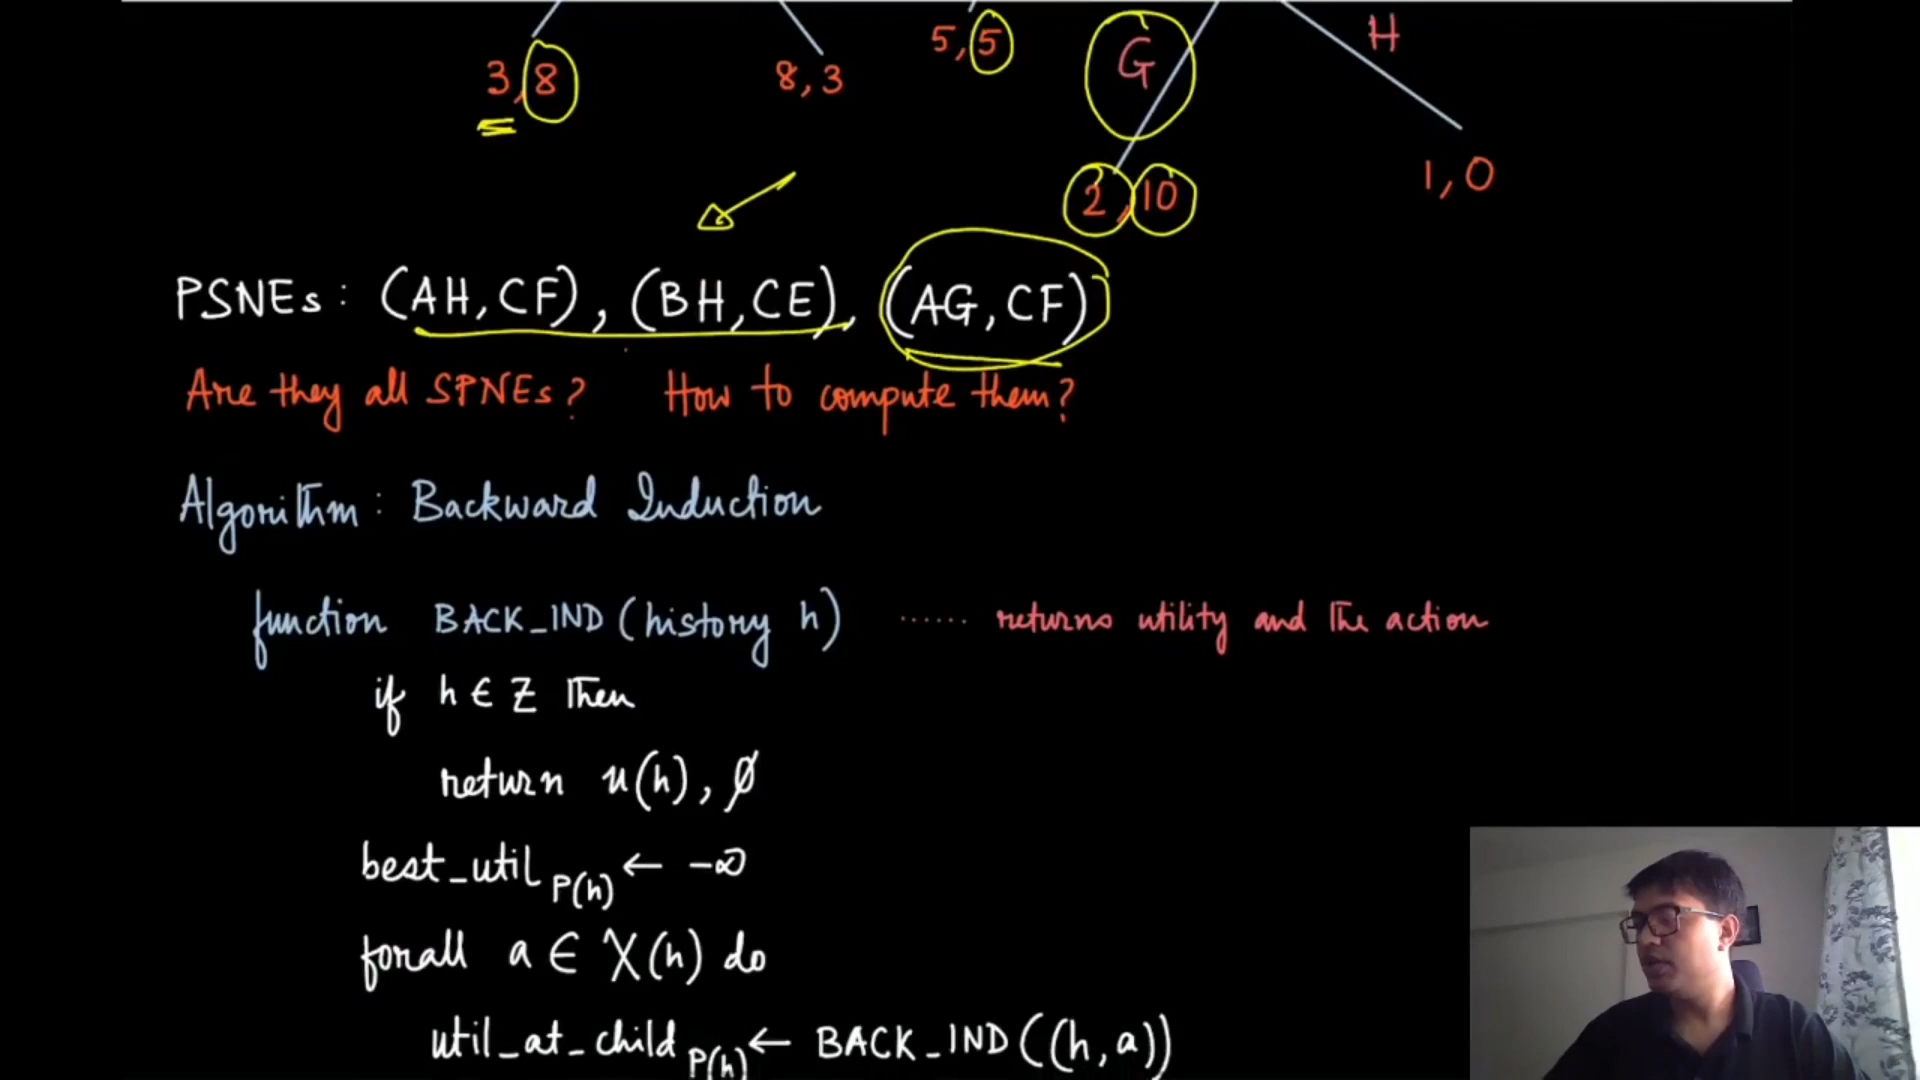 5, 5 G H
3, 8 8, 3
2, 10 1, 0
PSNEs: (AH, CF), (BH, CE), (AG, CF)
Are they all SPNEs? How to compute them?
Algorithm: Backward Induction
function BACK_IND (history h) ...... returns utility and the action
if h ∈ Z then
return u(h), ∅
best_util P(h) ← -∞
forall a ∈ X(h) do
util_at_child P(h) ← BACK_IND((h, a))